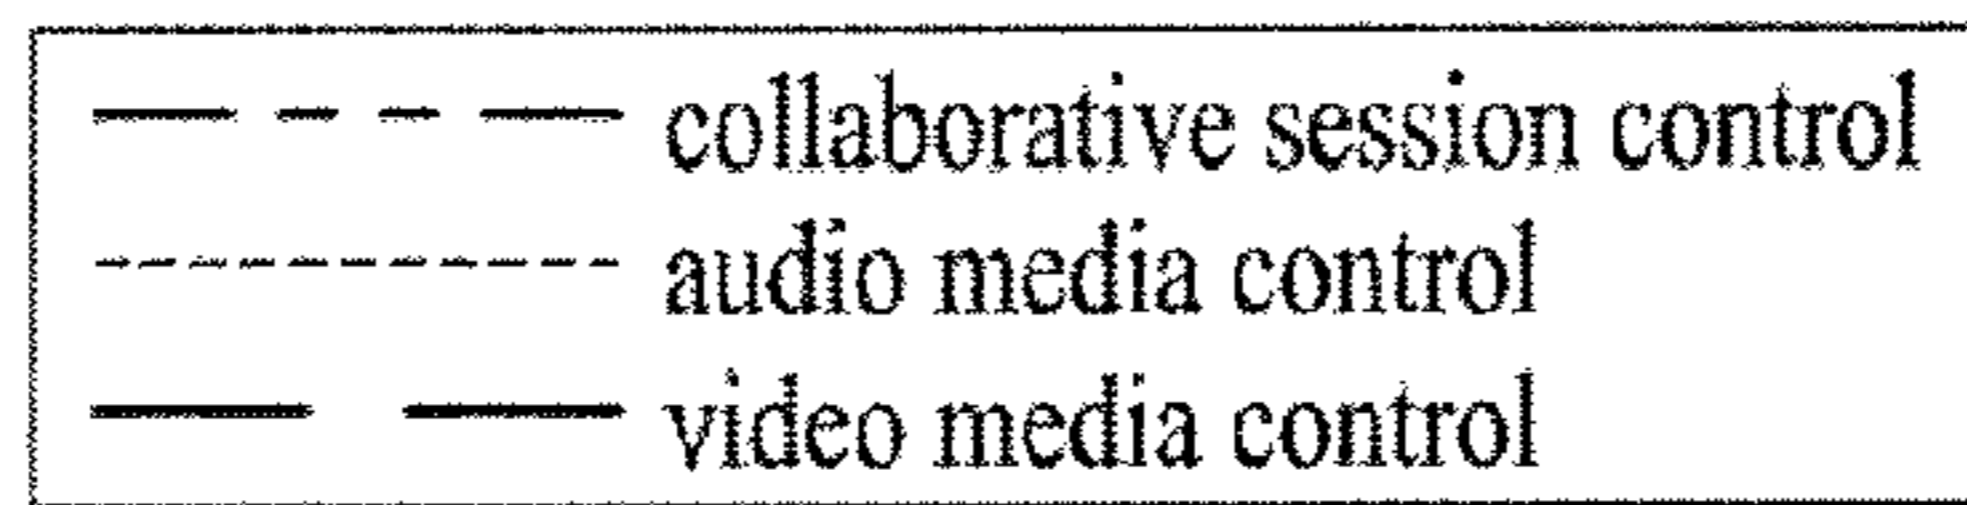 collaborative session control
audio media control
video media control